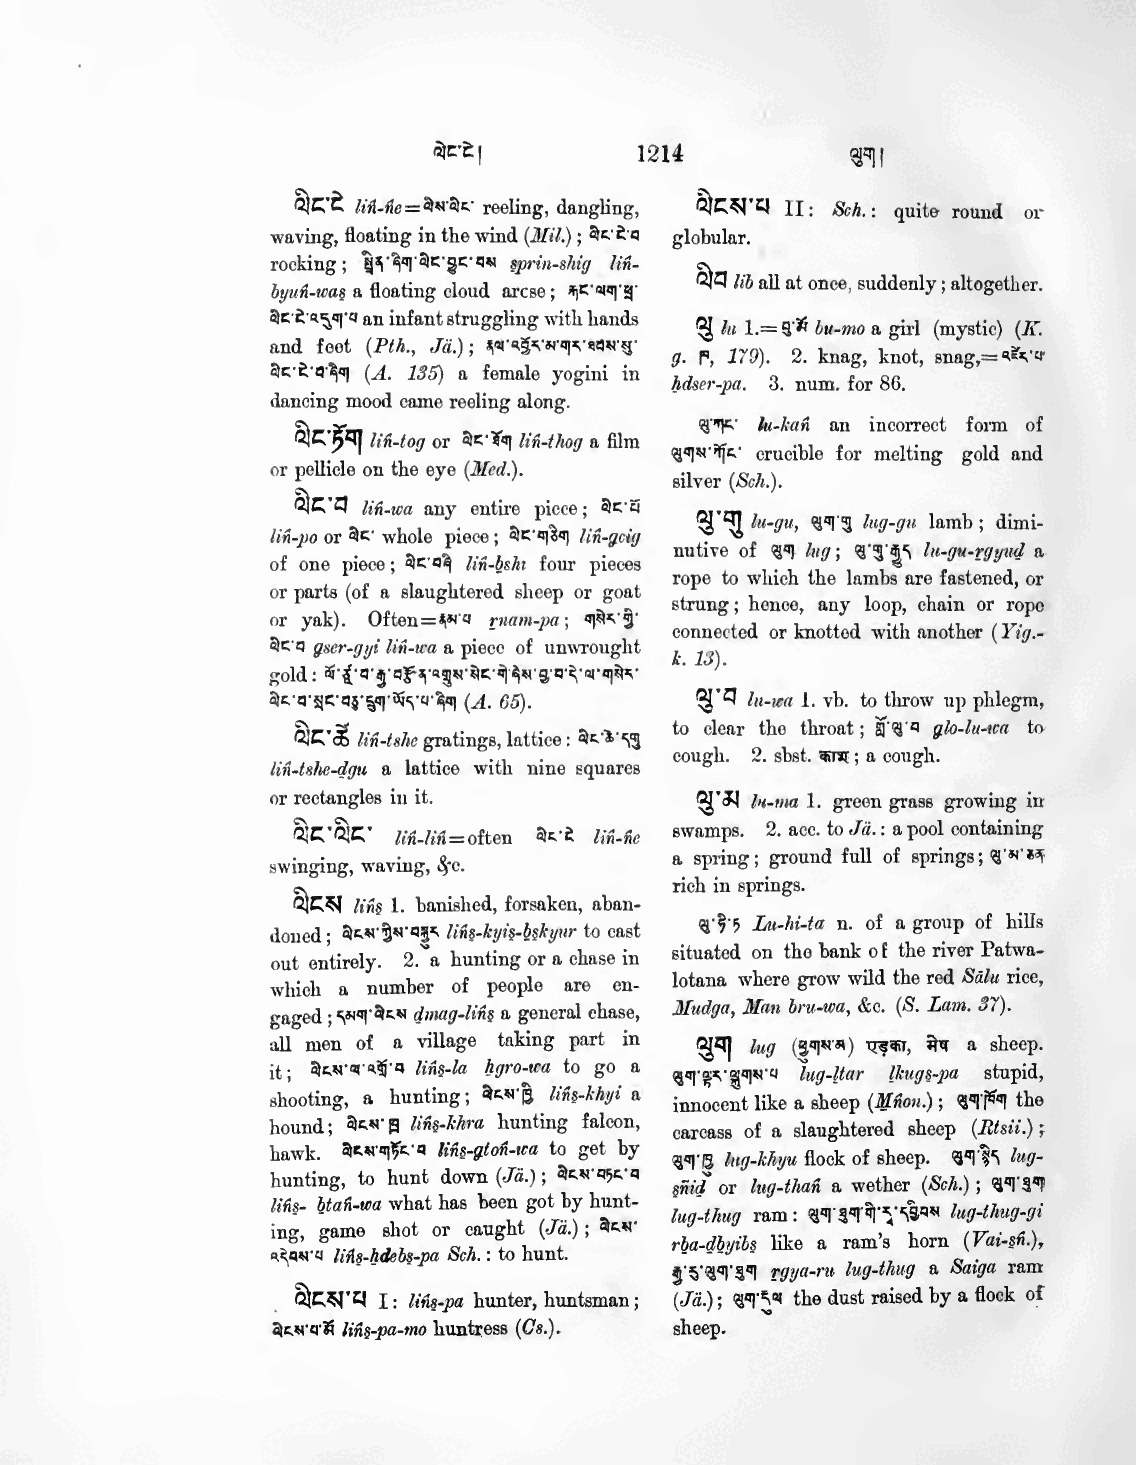 ལིང་ངེ།
1214
ལུག།
ལིང་ངེ liṅ-ṅe=ལིས་ལིང་ reeling, dangling,
waving, floating in the wind (Mil.); ལིང་ངེ་བ
rocking; སྤྲིན་ཞིག་ལིང་བྱུང་བས sprin-shig liṅ-
byuṅ-was a floating cloud arose; རྐང་ལག་ཕྲ་
ལིང་ངེ་འདུག་པ an infant struggling with hands
and feet (Pth., Jä.); རྣལ་འབྱོར་མ་གར་ཐབས་སུ་
ལིང་ངེ་བ་ཞིག (A. 135) a female yogini in
dancing mood came reeling along.
ལིང་ཏོག liṅ-tog or ལིང་ཐོག liṅ-thog a film
or pellicle on the eye (Med.).
ལིང་བ liṅ-wa any entire piece; ལིང་པོ
liṅ-po or ལིང་ whole piece; ལིང་གཅིག liṅ-gcig
of one piece; ལིང་བཞི liṅ-bshi four pieces
or parts (of a slaughtered sheep or goat
or yak). Often=རྣམ་པ rnam-pa; གསེར་གྱི་
ལིང་བ gser-gyi liṅ-wa a piece of unwrought
gold:
(A. 65).
ལིང་ཚེ liṅ-tshe gratings, lattice: ལིང་ཚེ་དགུ
liṅ-tshe-dgu a lattice with nine squares
or rectangles in it.
ལིང་ལིང་ liṅ-liṅ=often ལིང་ངེ liṅ-ṅe
swinging, waving, &c.
ལིངས liṅs 1. banished, forsaken, aban-
doned; ལིངས་ཀྱིས་བསྐྱུར liṅs-kyis-bskyur to cast
out entirely. 2. a hunting or a chase in
which a number of people are en-
gaged; དམག་ལིངས dmag-liṅs a general chase,
all men of a village taking part in
it; ལིངས་ལ་འགྲོ་བ liṅs-la hgro-wa to go a
shooting, a hunting; ལིངས་ཁྱི liṅs-khyi a
hound; ལིངས་ཁྲ liṅs-khra hunting falcon,
hawk. ལིངས་གཏོང་བ liṅs-gtoṅ-wa to get by
hunting, to hunt down (Jä.); ལིངས་བཏང་བ
liṅs- btaṅ-wa what has been got by hunt-
ing, game shot or caught (Jä.); ལིངས་
འདེབས་པ liṅs-hdebs-pa Sch.: to hunt.
ལིངས་པ I: liṅs-pa hunter, huntsman;
ལིངས་པ་མོ liṅs-pa-mo huntress (Cs.).
ལིངས་པ II: Sch.: quite round or
globular.
ལིབ lib all at once, suddenly; altogether.
ལུ lu 1.=བུ་མོ bu-mo a girl (mystic) (K.
g. ཁ, 179). 2. knag, knot, snag,=འཛེར་པ་
hdser-pa. 3. num. for 86.
ལུ་ཀང་ lu-kaṅ an incorrect form of
ལུགས་ཀོང་ crucible for melting gold and
silver (Sch.).
ལུ་གུ lu-gu, ལུག་གུ lug-gu lamb; dimi-
nutive of ལུག lug; ལུ་གུ་རྒྱུད lu-gu-rgyud a
rope to which the lambs are fastened, or
strung; hence, any loop, chain or rope
connected or knotted with another (Yig.-
k. 13).
ལུ་བ lu-wa 1. vb. to throw up phlegm,
to clear the throat; གློ་ལུ་བ glo-lu-wa to
cough. 2. sbst. कास; a cough.
ལུ་མ lu-ma 1. green grass growing in
swamps. 2. acc. to Jä.: a pool containing
a spring; ground full of springs; ལུ་མ་ཅན
rich in springs.
ལུ་ཧི་ཏ Lu-hi-ta n. of a group of hills
situated on the bank of the river Patwa-
lotana where grow wild the red Sālu rice,
Mudga, Man bru-wa, &c. (S. Lam. 37).
ལུག lug एड़का, मेष a sheep.
ལུག་ལྟར་ལྐུགས་པ lug-ltar lkugs-pa stupid,
innocent like a sheep (Mṅon.); ལུག་ཁོག the
carcass of a slaughtered sheep (Rtsii.);
ལུག་ཁྱུ lug-khyu flock of sheep. ལུག་སྙིད lug-
sñid or lug-thaṅ a wether (Sch.); ལུག་ཐུག
lug-thug ram: ལུག་ཐུག་གི་རྭ་དབྱིབས lug-thug-gi
rba-dbyibs like a ram's horn (Vai-sṅ.),
རྒྱ་རུ་ལུག་ཐུག rgya-ru lug-thug a Saiga ram
(Jä.); ལུག་རྡུལ the dust raised by a flock of
sheep.